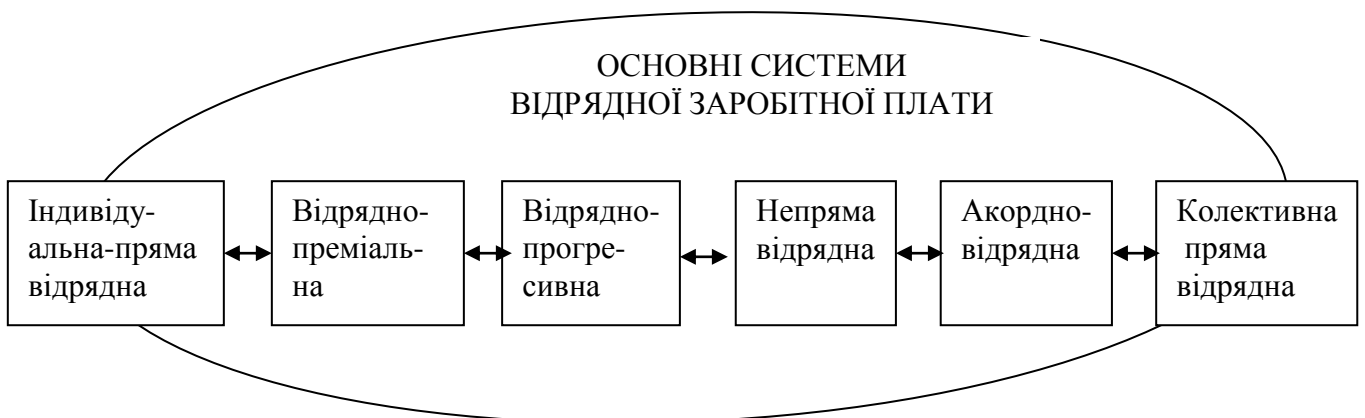 ОСНОВНІ СИСТЕМИ
ВІДРЯДНОЇ ЗАРОБІТНОЇ ПЛАТИ
Індивіду-
альна-пряма
відрядна
Відрядно-
преміаль-
на
Відрядно-
прогре-
сивна
Непряма
відрядна
Акордно-
відрядна
Колективна
пряма
відрядна